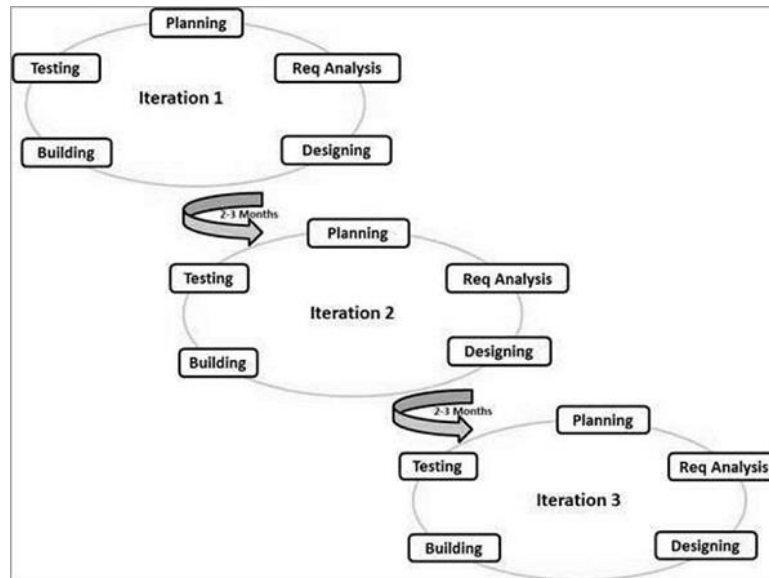 Planning
Testing
Req Analysis
Iteration 1
Building
Designing
2-3 Months
Planning
Testing
Req Analysis
Iteration 2
Building
Designing
2-3 Months
Planning
Testing
Req Analysis
Iteration 3
Building
Designing